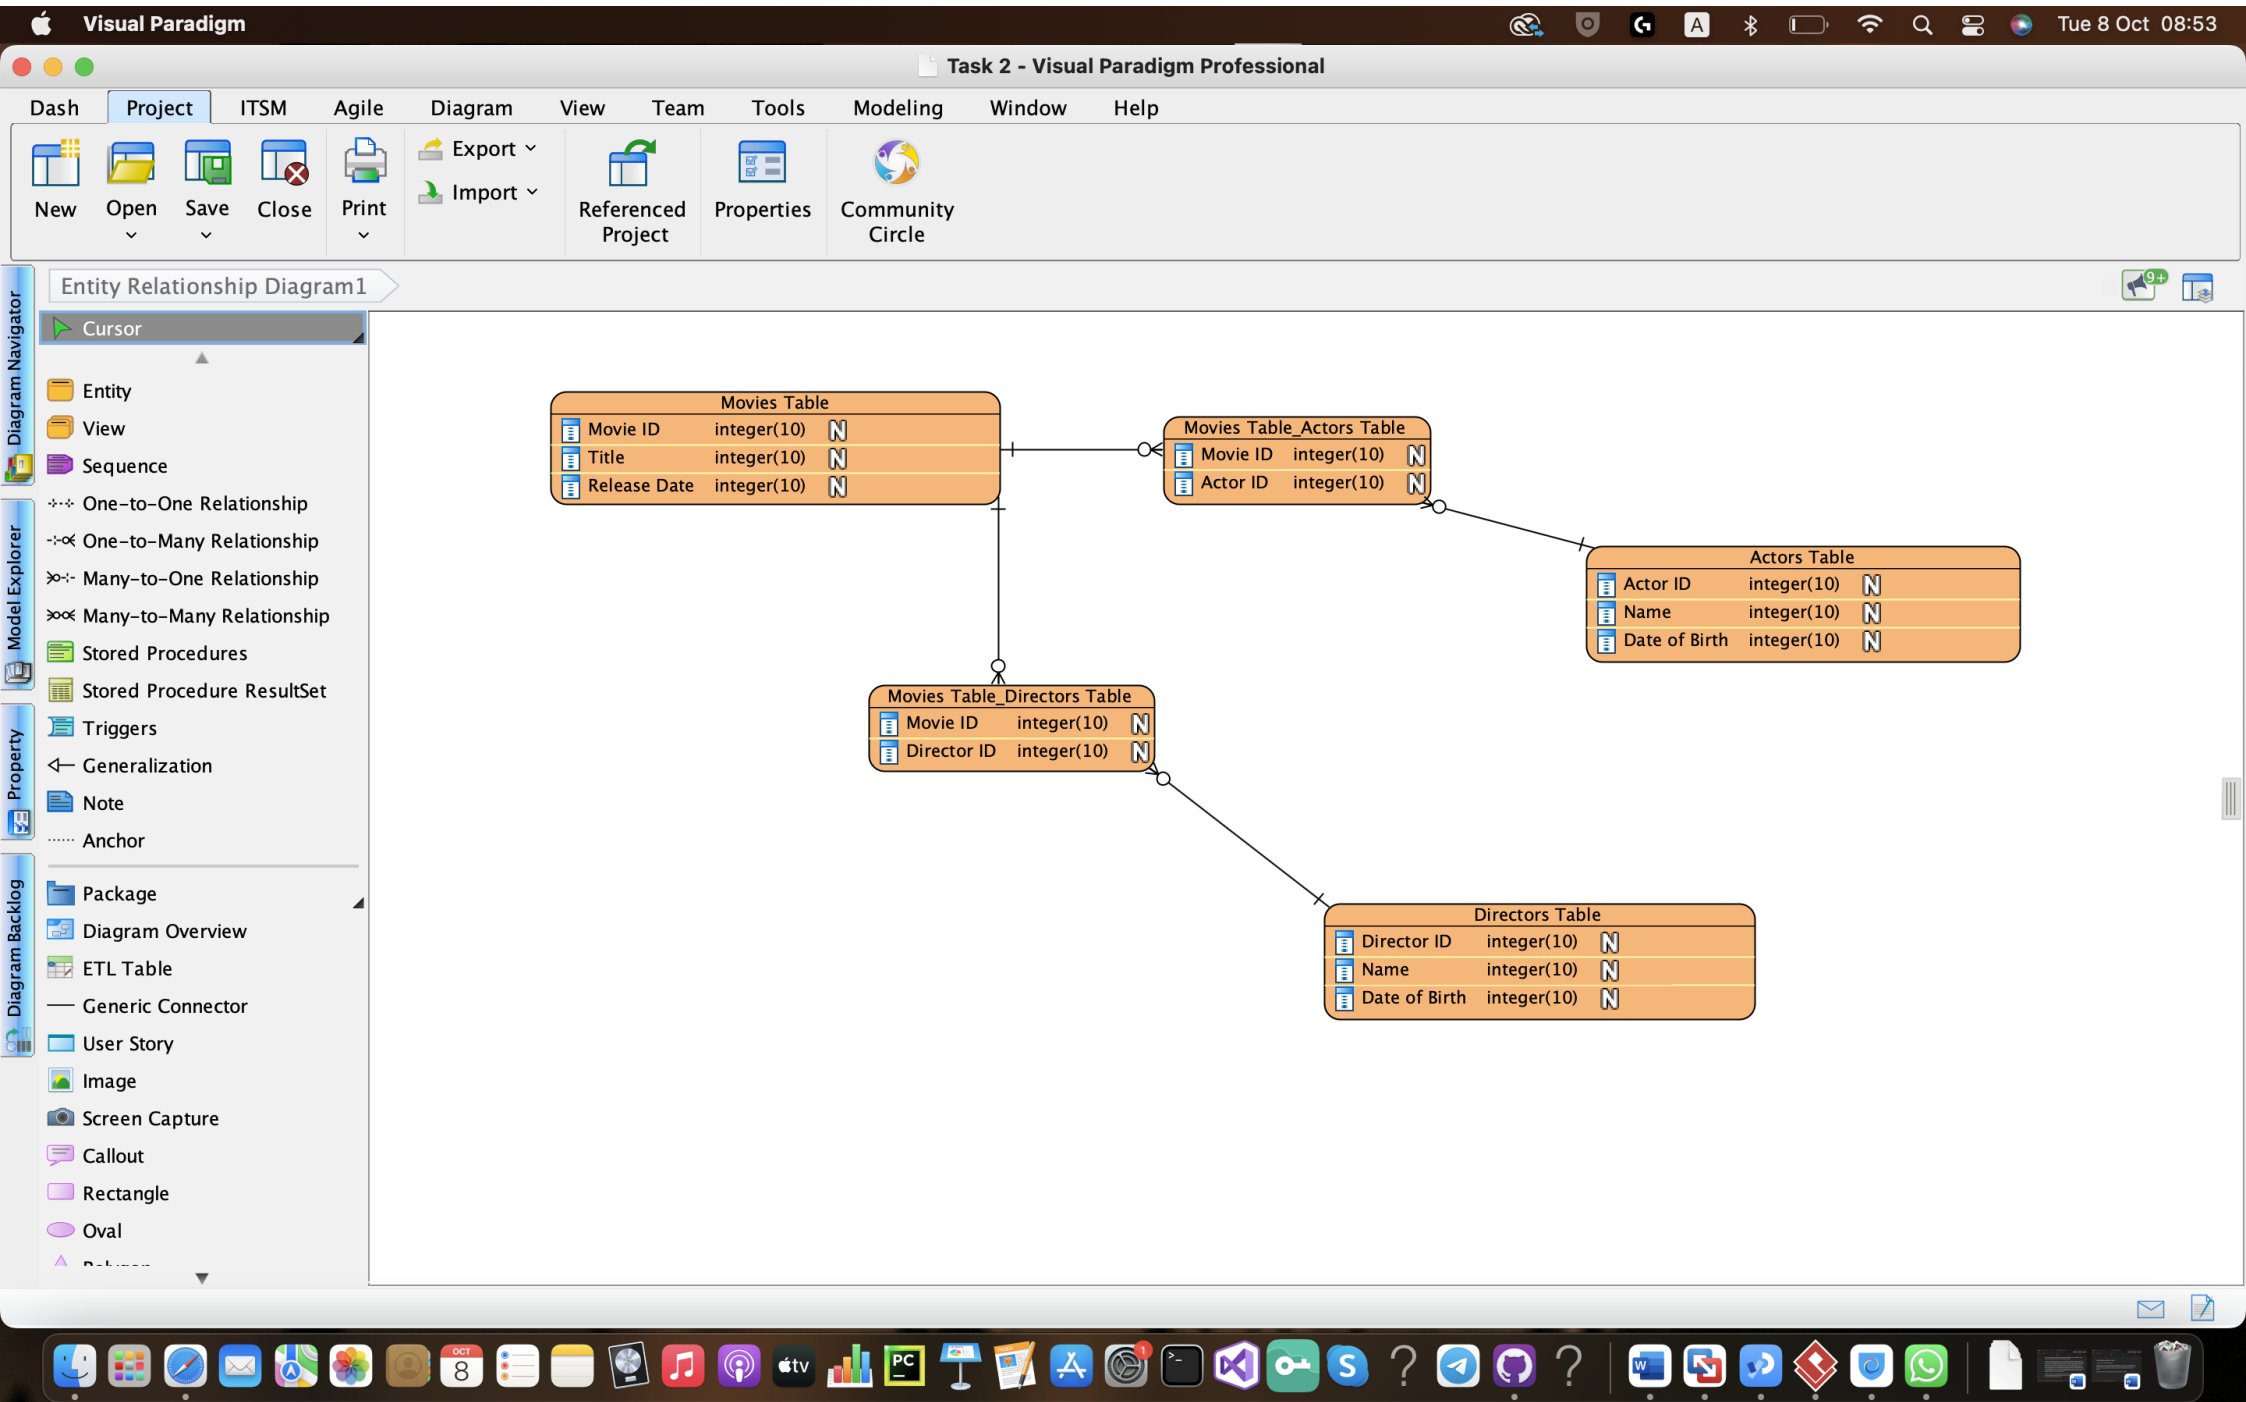 Visual Paradigm
A
Tue 8 Oct 08:53
Task 2 - Visual Paradigm Professional
Dash Project ITSM Agile Diagram View Team Tools Modeling Window Help
New
Open
Save
Close
Print
Export
Import
Referenced
Project
Properties
Community
Circle
Entity Relationship Diagram1
9+
Diagram Navigator
Model Explorer
Property
Diagram Backlog
Cursor
Entity
View
Sequence
One-to-One Relationship
One-to-Many Relationship
Many-to-One Relationship
Many-to-Many Relationship
Stored Procedures
Stored Procedure ResultSet
Triggers
Generalization
Note
Anchor
Package
Diagram Overview
ETL Table
Generic Connector
User Story
Image
Screen Capture
Callout
Rectangle
Oval
Movies Table
Movie ID integer(10) N
Title integer(10) N
Release Date integer(10) N
Movies Table_Actors Table
Movie ID integer(10) N
Actor ID integer(10) N
Actors Table
Actor ID integer(10) N
Name integer(10) N
Date of Birth integer(10) N
Movies Table_Directors Table
Movie ID integer(10) N
Director ID integer(10) N
Directors Table
Director ID integer(10) N
Name integer(10) N
Date of Birth integer(10) N
OCT
8
tv
PC
1
S
?
?
W